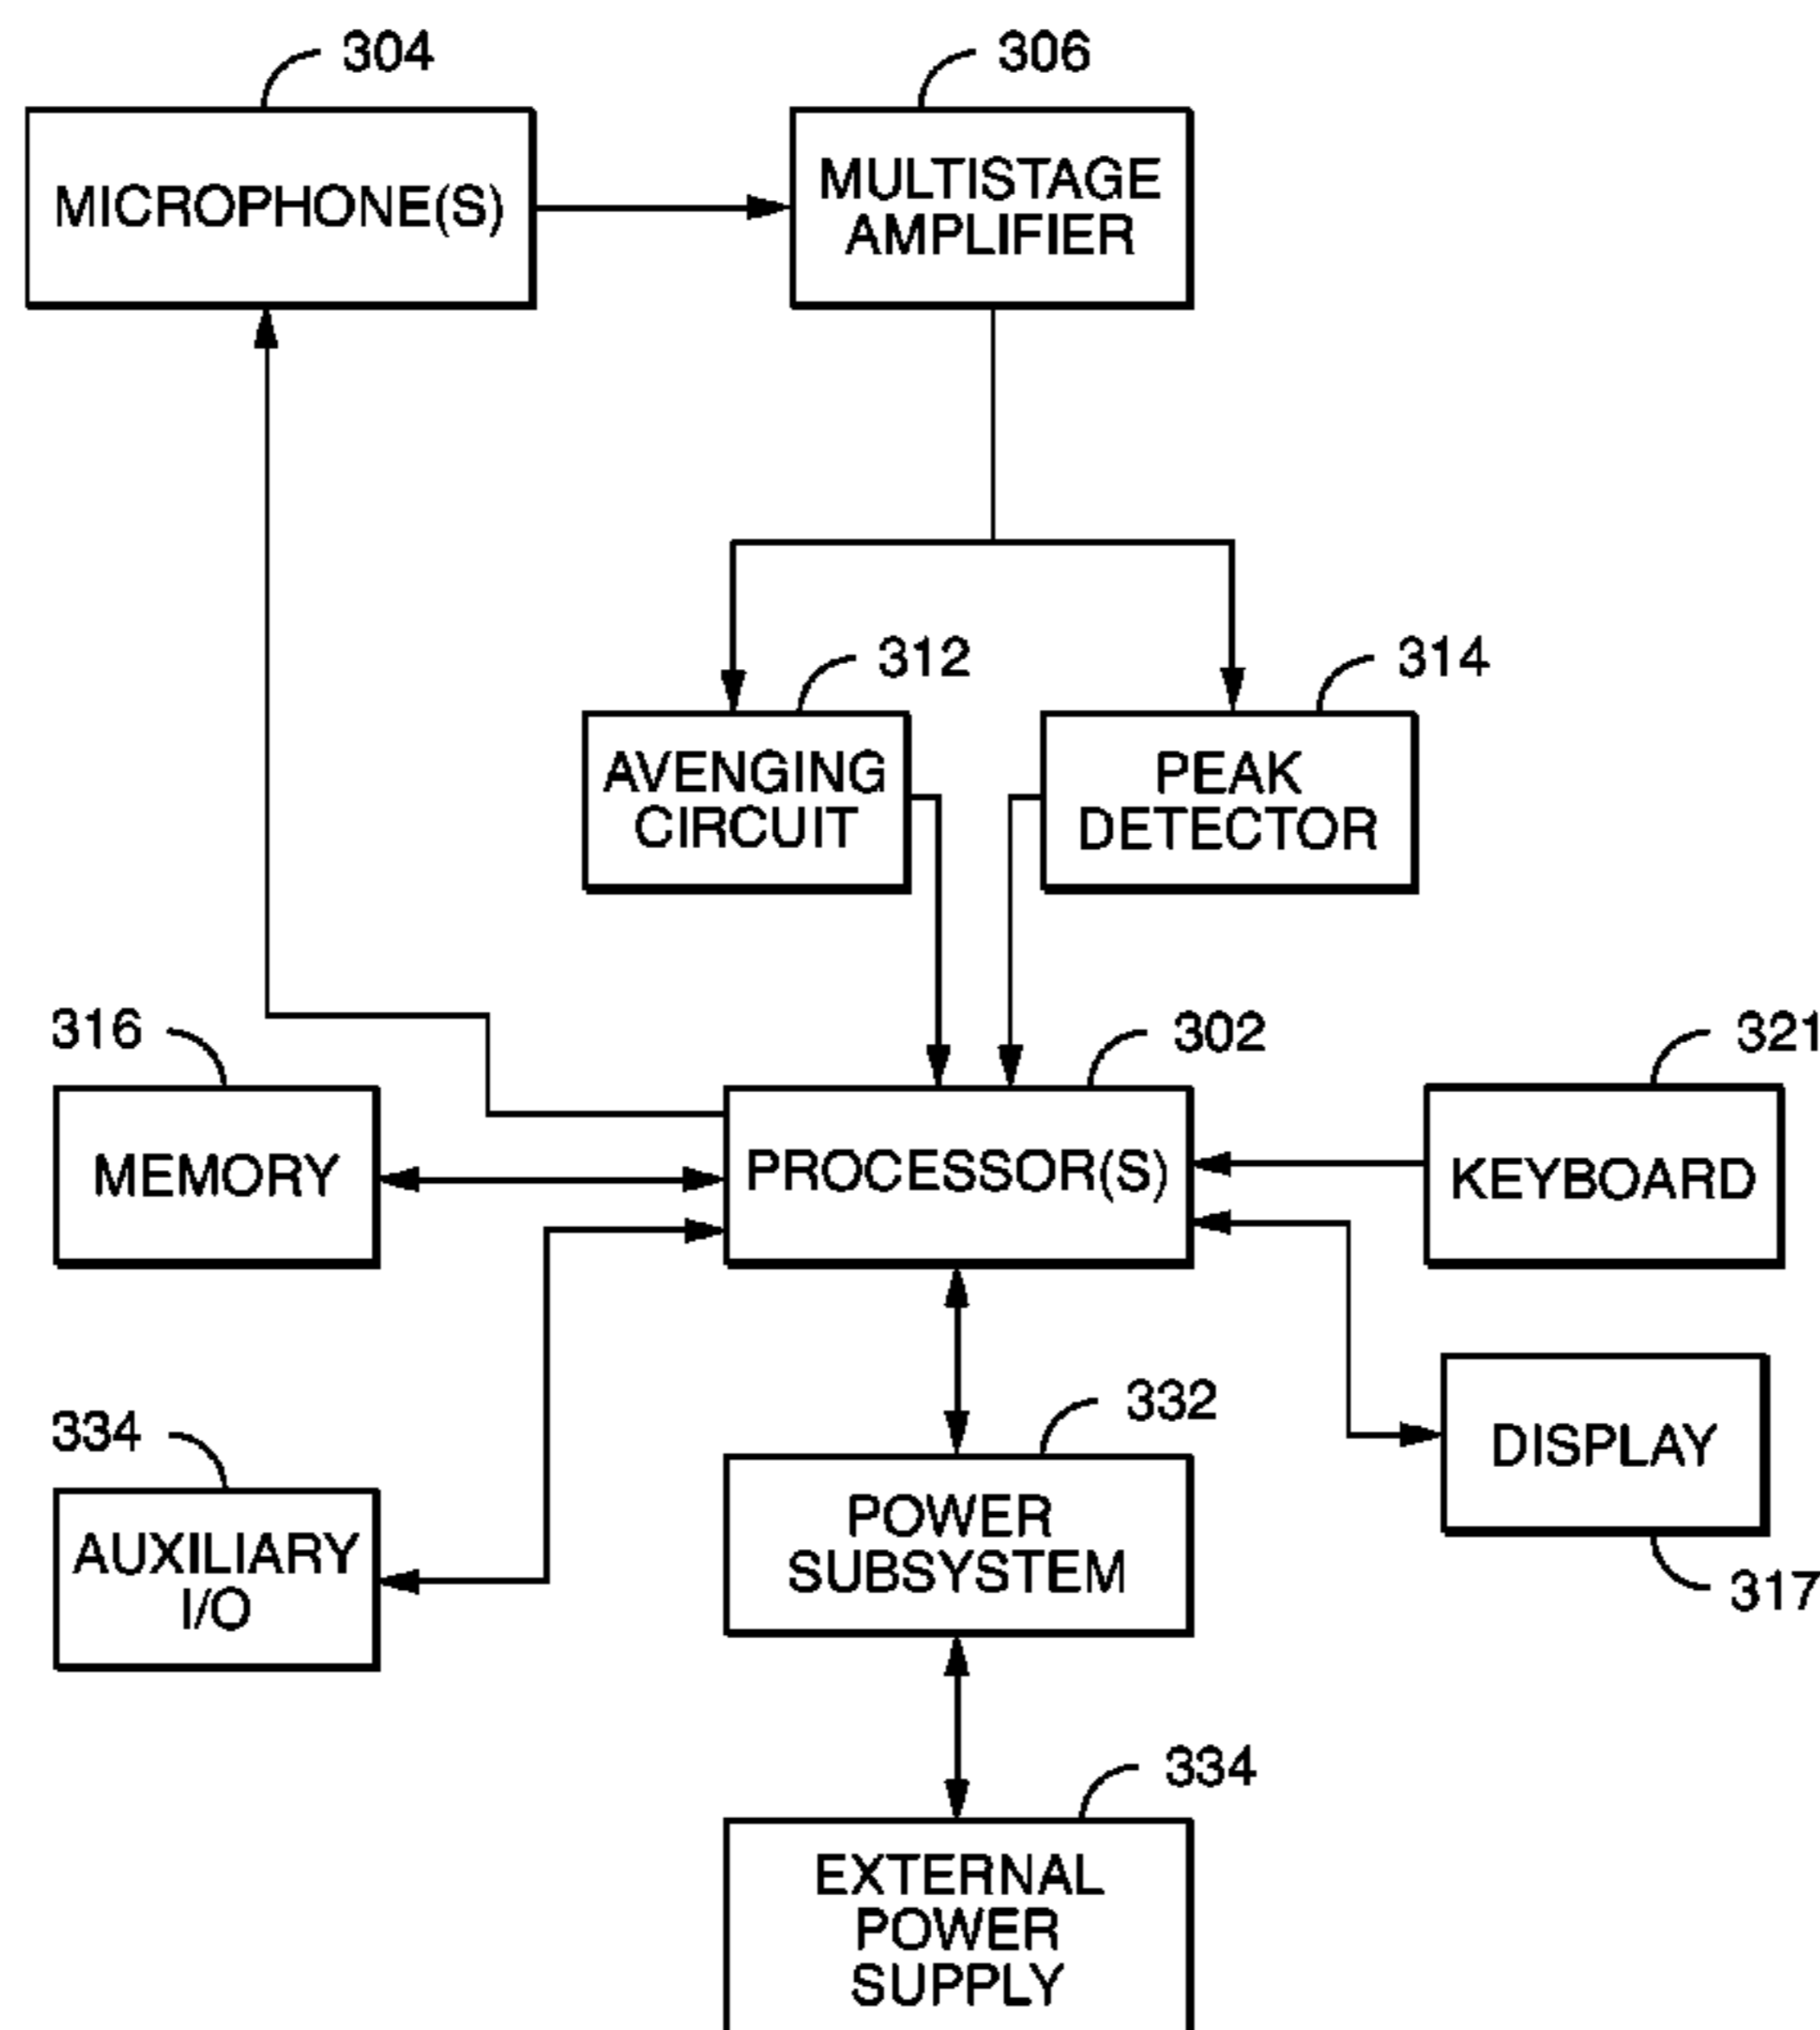 304
306
MICROPHONE(S)
MULTISTAGE
AMPLIFIER
312
314
AVENGING
CIRCUIT
PEAK
DETECTOR
316
302
321
MEMORY
PROCESSOR(S)
KEYBOARD
334
332
AUXILIARY
I/O
POWER
SUBSYSTEM
DISPLAY
317
334
EXTERNAL
POWER
SUPPLY